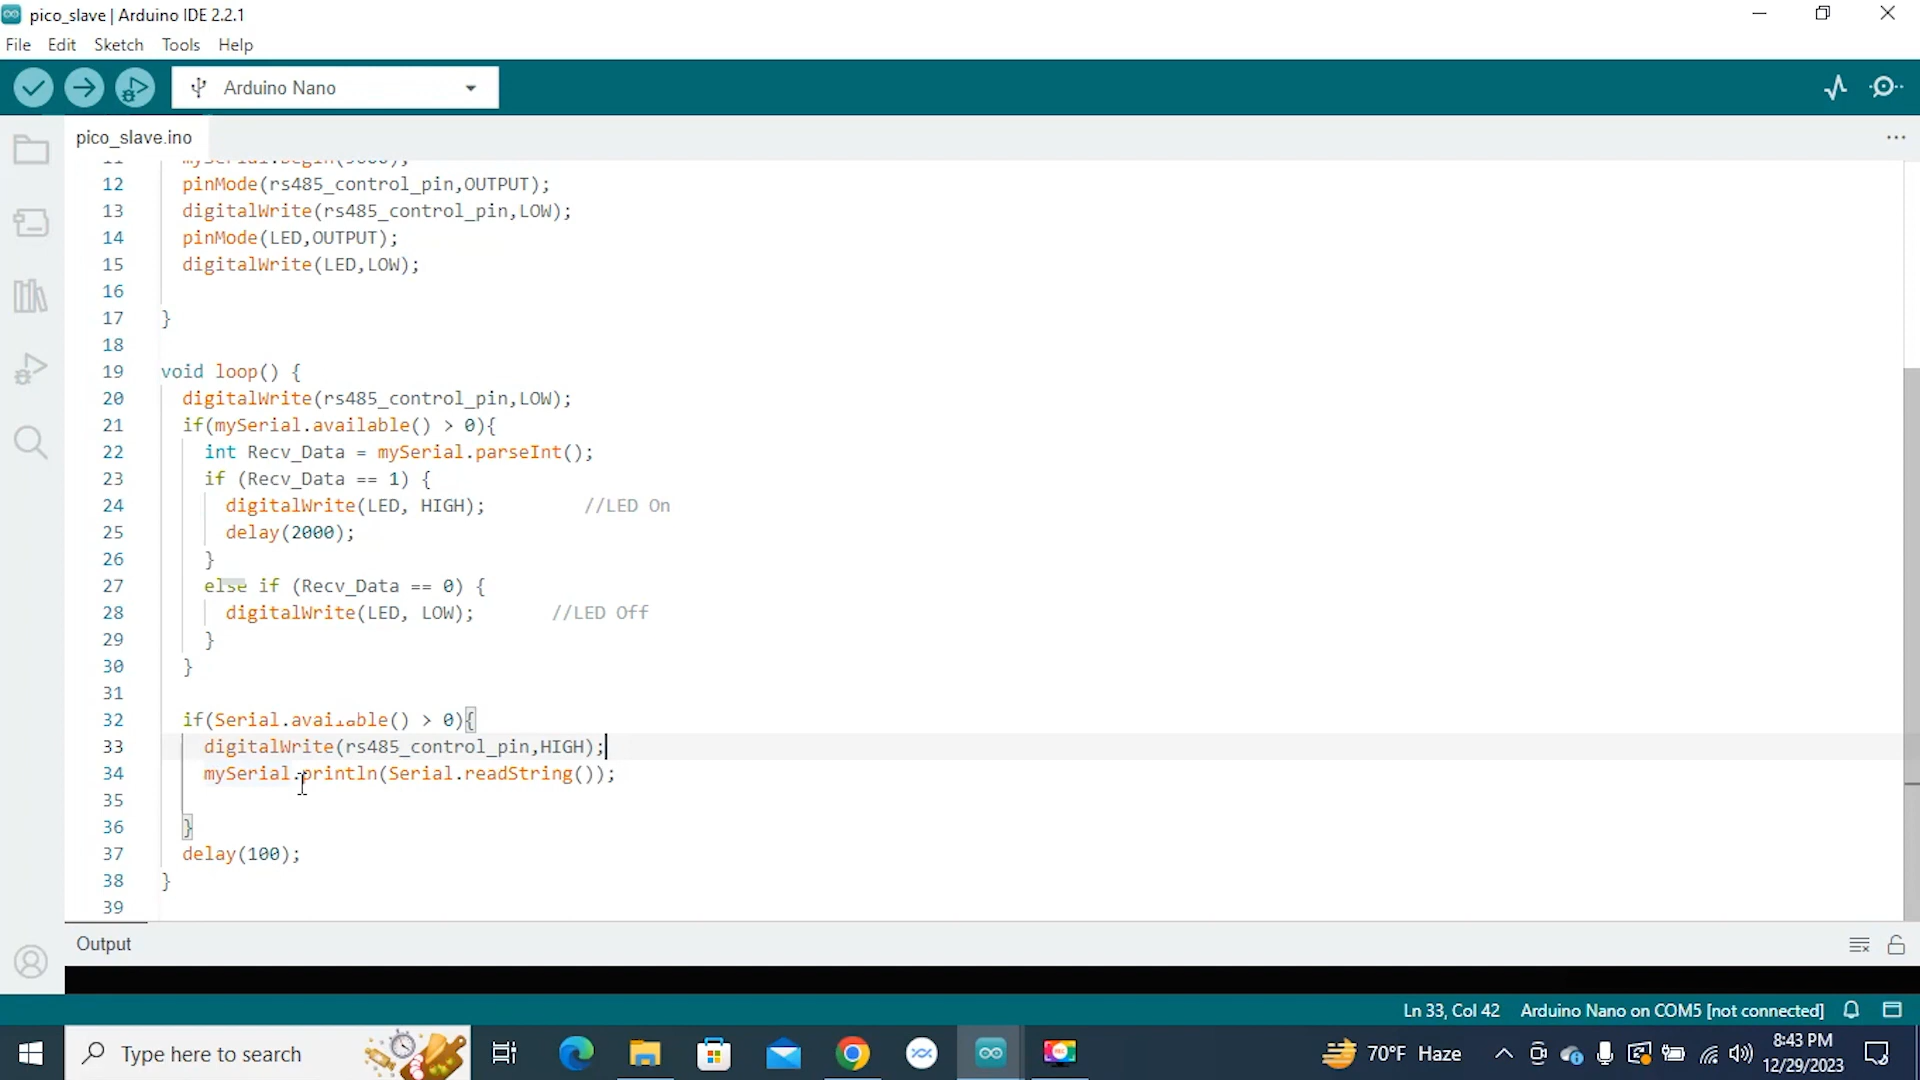 pico_slave | Arduino IDE 2.2.1
File Edit Sketch Tools Help
Arduino Nano
pico_slave.ino
12 pinMode(rs485_control_pin,OUTPUT);
13 digitalWrite(rs485_control_pin,LOW);
14 pinMode(LED,OUTPUT);
15 digitalWrite(LED,LOW);
16
17 }
18
19 void loop() {
20 digitalWrite(rs485_control_pin,LOW);
21 if(mySerial.available() > 0){
22 int Recv_Data = mySerial.parseInt();
23 if (Recv_Data == 1) {
24 digitalWrite(LED, HIGH); //LED On
25 delay(2000);
26 }
27 else if (Recv_Data == 0) {
28 digitalWrite(LED, LOW); //LED Off
29 }
30 }
31
32 if(Serial.available() > 0){
33 digitalWrite(rs485_control_pin,HIGH);
34 mySerial.println(Serial.readString());
35
36 }
37 delay(100);
38 }
39
Output
Ln 33, Col 42 Arduino Nano on COM5 [not connected]
Type here to search
70°F Haze
8:43 PM
12/29/2023